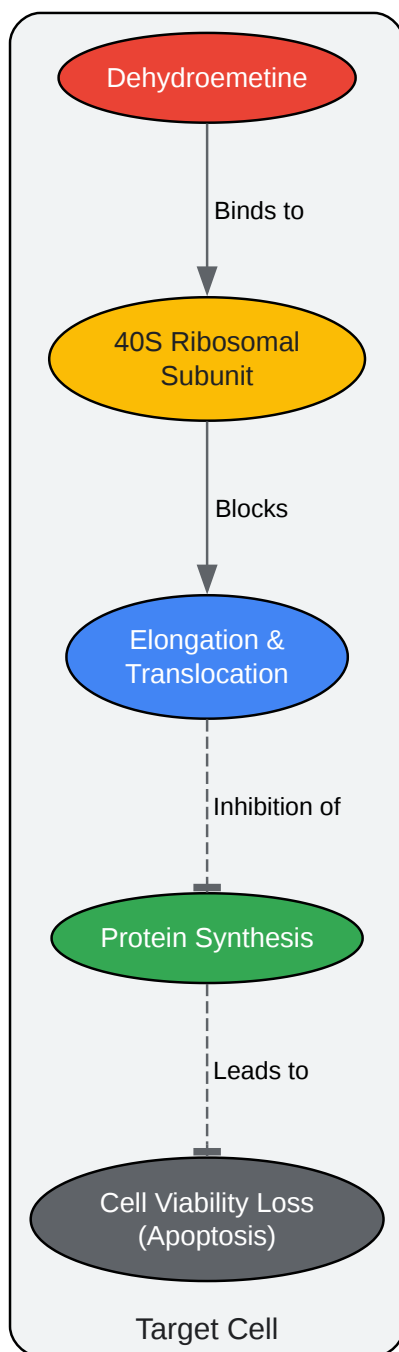 Dehydroemetine
Binds to
40S Ribosomal
Subunit
Blocks
Elongation &
Translocation
Inhibition of
Protein Synthesis
Leads to
Cell Viability Loss
(Apoptosis)
Target Cell